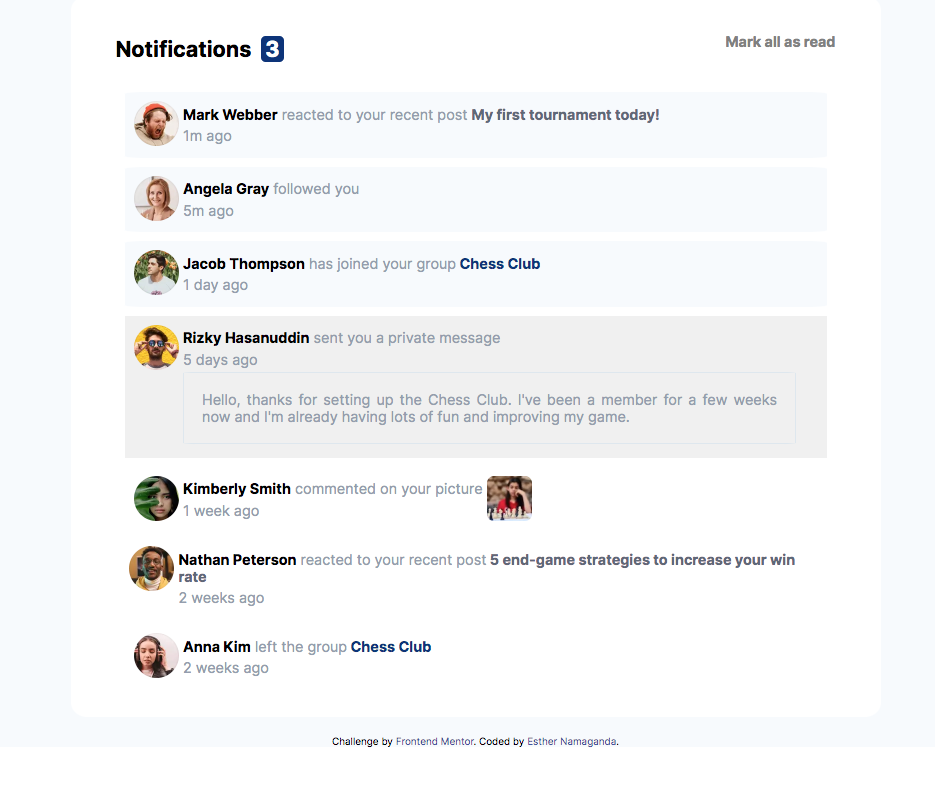 Notifications 3
Mark all as read
Mark Webber reacted to your recent post My first tournament today!
1m ago
Angela Gray followed you
5m ago
Jacob Thompson has joined your group Chess Club
1 day ago
Rizky Hasanuddin sent you a private message
5 days ago
Hello, thanks for setting up the Chess Club. I've been a member for a few weeks
now and I'm already having lots of fun and improving my game.
Kimberly Smith commented on your picture
1 week ago
Nathan Peterson reacted to your recent post 5 end-game strategies to increase your win
rate
2 weeks ago
Anna Kim left the group Chess Club
2 weeks ago
Challenge by Frontend Mentor. Coded by Esther Namaganda.